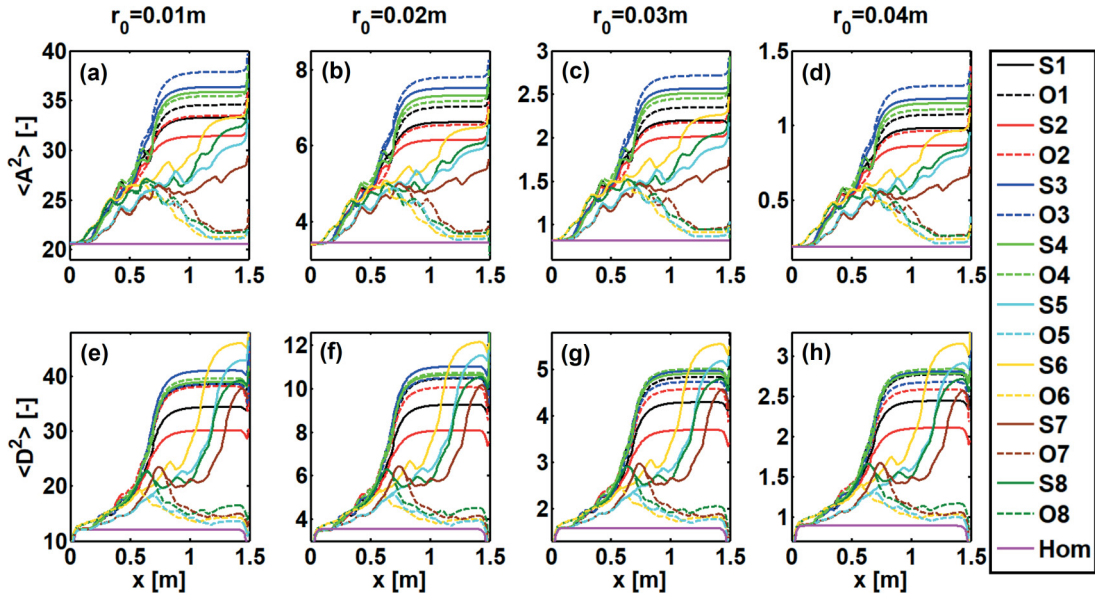 r0=0.01m r0=0.02m r0=0.03m r0=0.04m
<A2> [-]
(a)
40
35
30
25
20
0 0.5 1 1.5
(b)
8
6
4
0 0.5 1 1.5
(c)
3
2.5
2
1.5
1
0 0.5 1 1.5
(d)
1.5
1
0.5
0 0.5 1 1.5
<D2> [-]
(e)
40
30
20
10
0 0.5 1 1.5
x [m]
(f)
12
10
8
6
4
0 0.5 1 1.5
x [m]
(g)
5
4
3
2
0 0.5 1 1.5
x [m]
(h)
3
2.5
2
1.5
1
0 0.5 1 1.5
x [m]
S1
O1
S2
O2
S3
O3
S4
O4
S5
O5
S6
O6
S7
O7
S8
O8
Hom